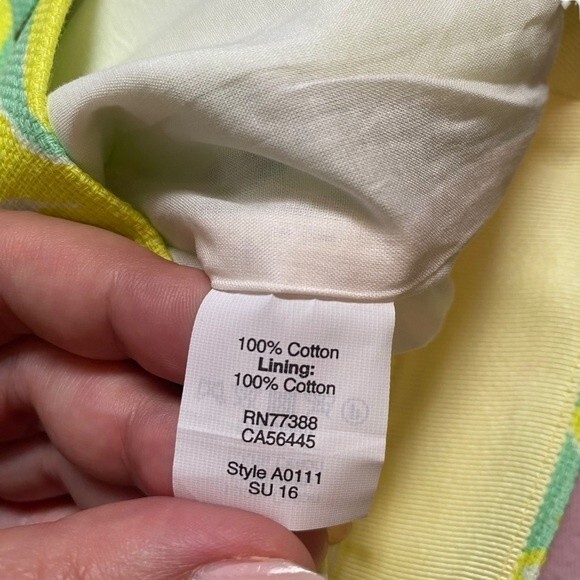 100% Cotton
Lining:
100% Cotton
RN77388
CA56445
Style A0111
SU 16